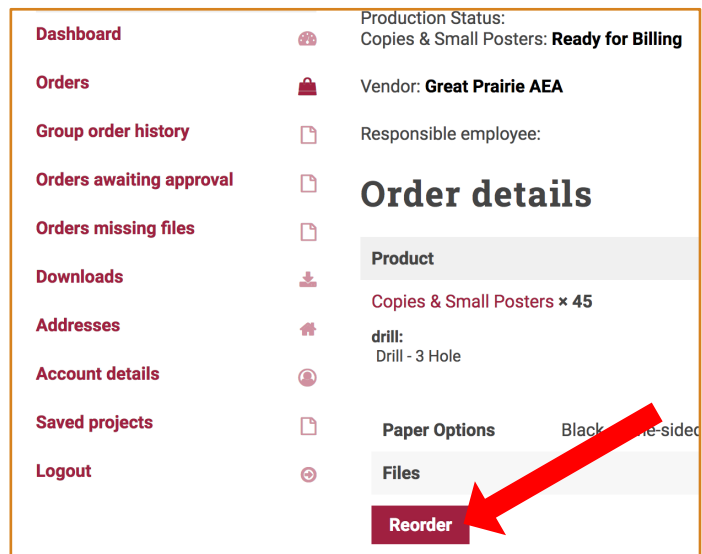 Dashboard
Orders
Group order history
Orders awaiting approval
Orders missing files
Downloads
Addresses
Account details
Saved projects
Logout
Production Status:
Copies & Small Posters: Ready for Billing
Vendor: Great Prairie AEA
Responsible employee:
Order details
Product
Copies & Small Posters × 45
drill:
Drill - 3 Hole
Paper Options
Files
Reorder